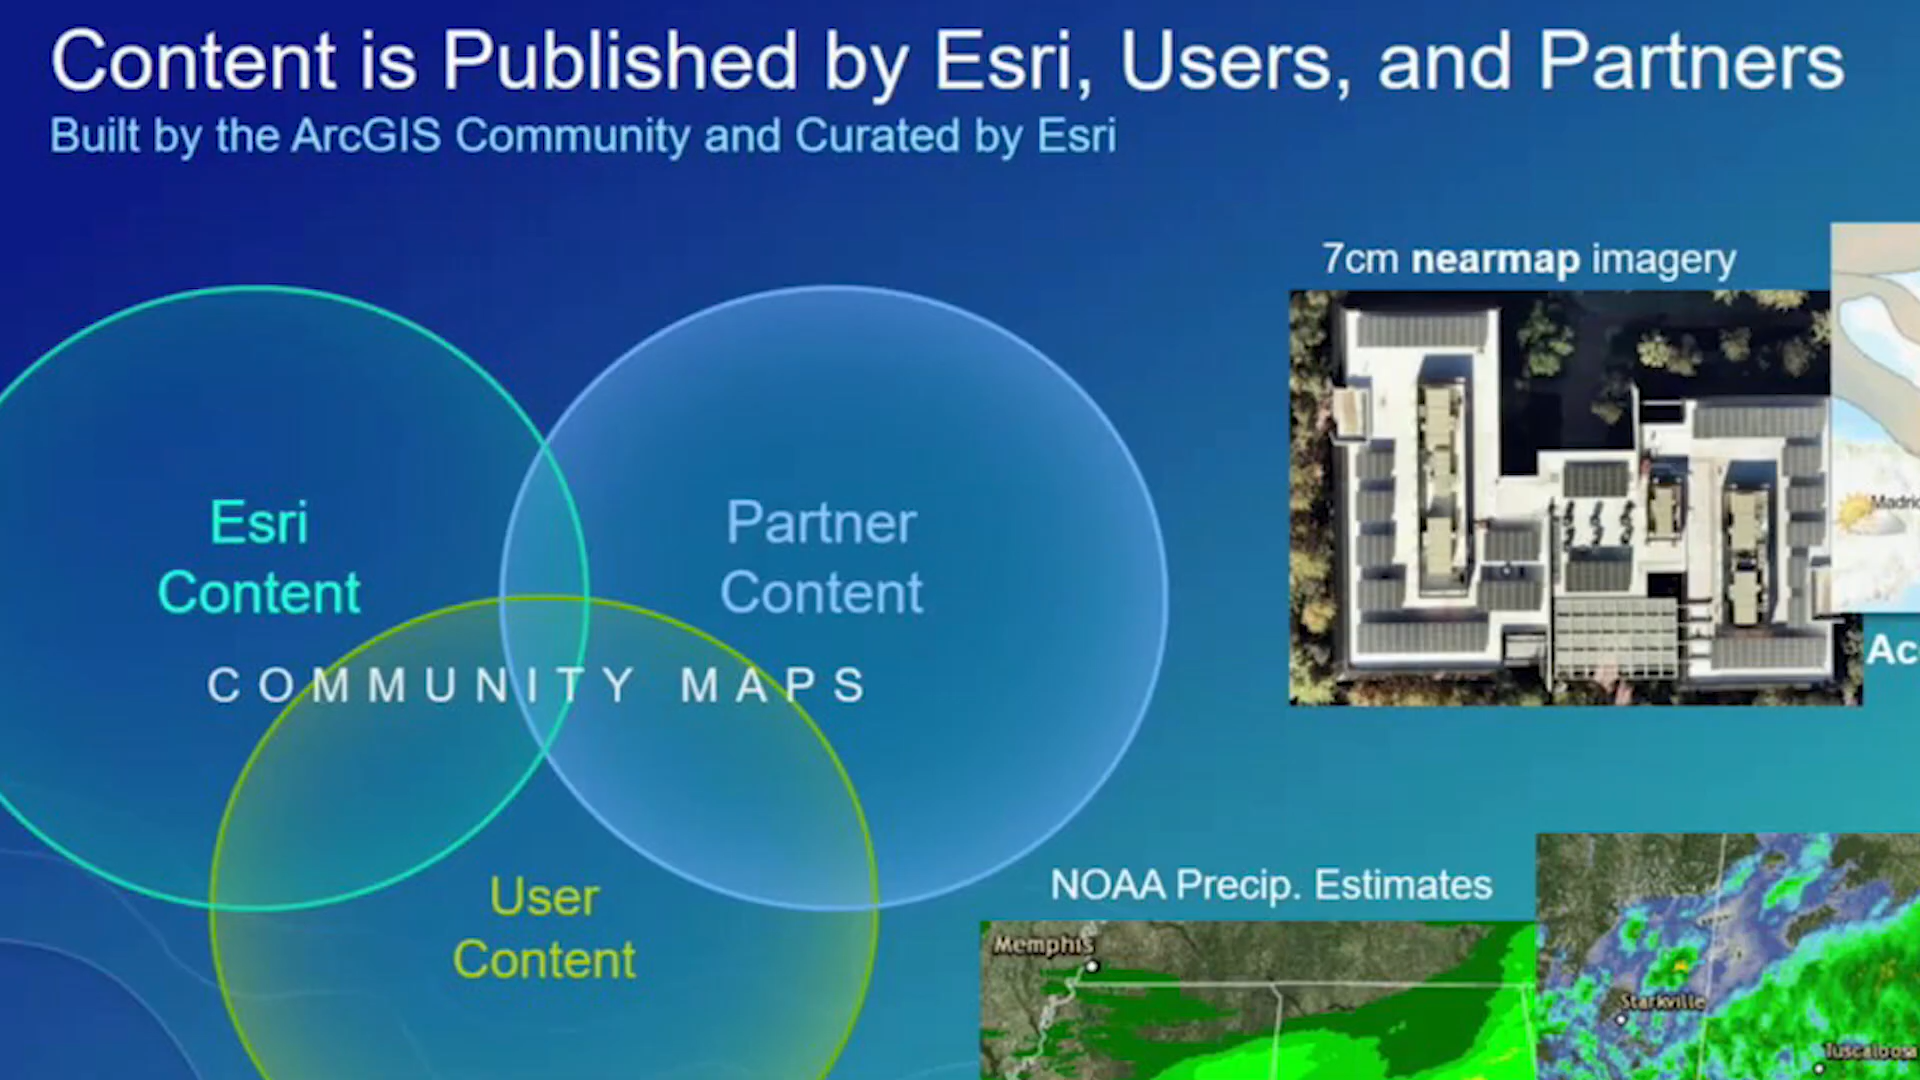 Content is Published by Esri, Users, and Partners
Built by the ArcGIS Community and Curated by Esri
7cm nearmap imagery
Esri
Content
Partner
Content
COMMUNITY MAPS
User
Content
NOAA Precip. Estimates
Memphis
Starkville
Tuscaloosa